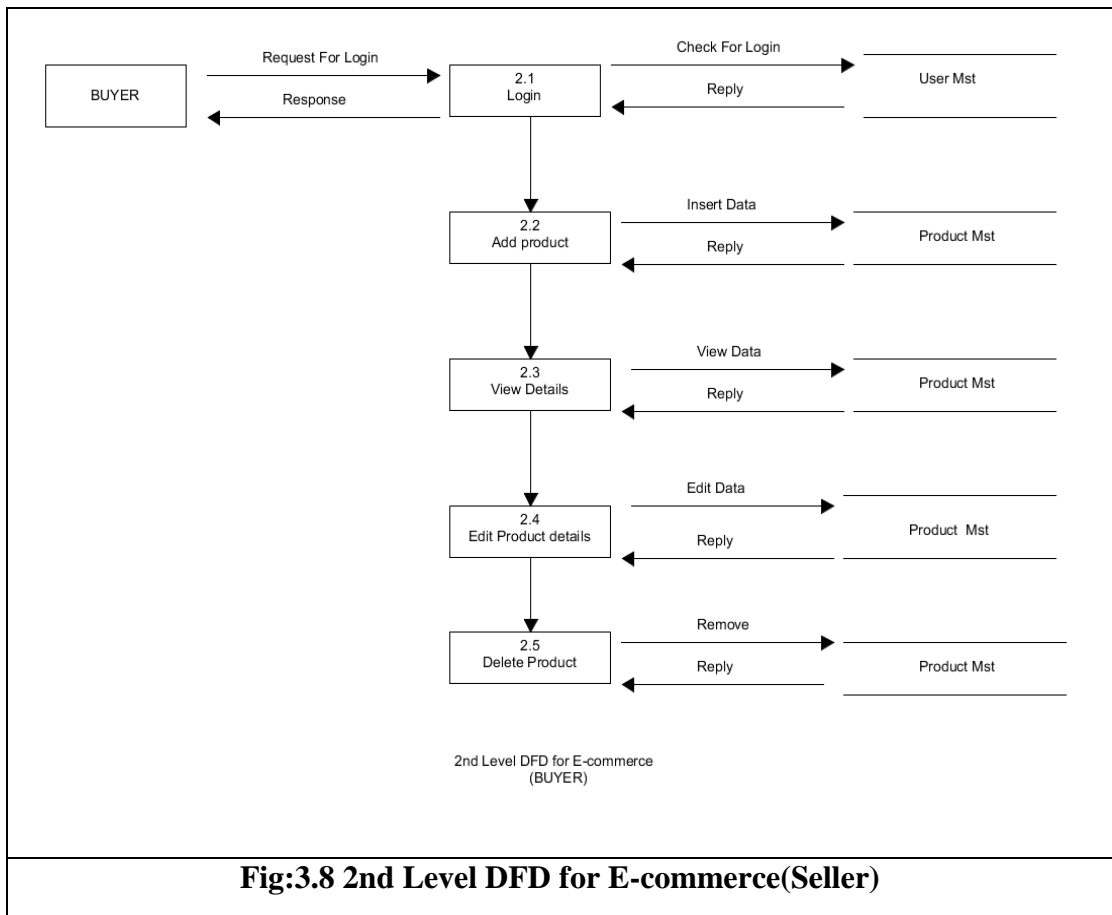 Request For Login
Check For Login
BUYER
2.1
Login
User Mst
Response
Reply
Insert Data
2.2
Add product
Product Mst
Reply
View Data
2.3
View Details
Product Mst
Reply
Edit Data
2.4
Edit Product details
Product Mst
Reply
Remove
2.5
Delete Product
Reply
Product Mst
2nd Level DFD for E-commerce
(BUYER)
Fig:3.8 2nd Level DFD for E-commerce(Seller)